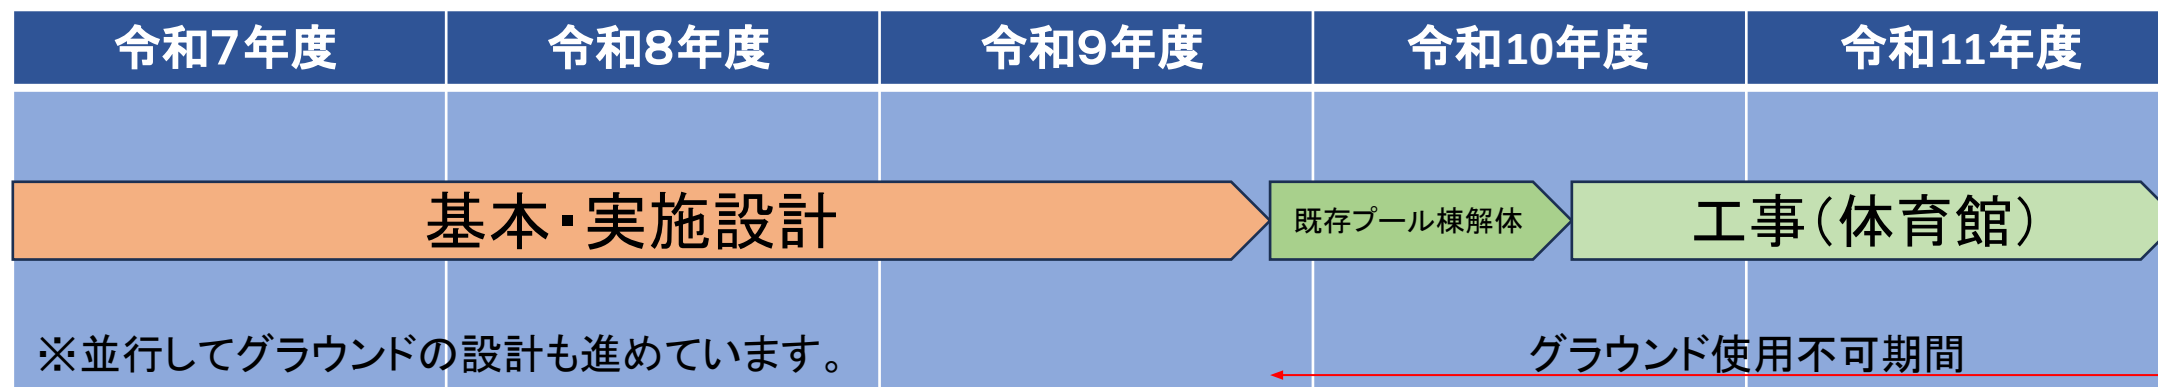 令和７年度
令和８年度
令和９年度
令和10年度
令和11年度
基本・実施設計
既存プール棟解体
工事（体育館）
※並行してグラウンドの設計も進めています。
グラウンド使用不可期間